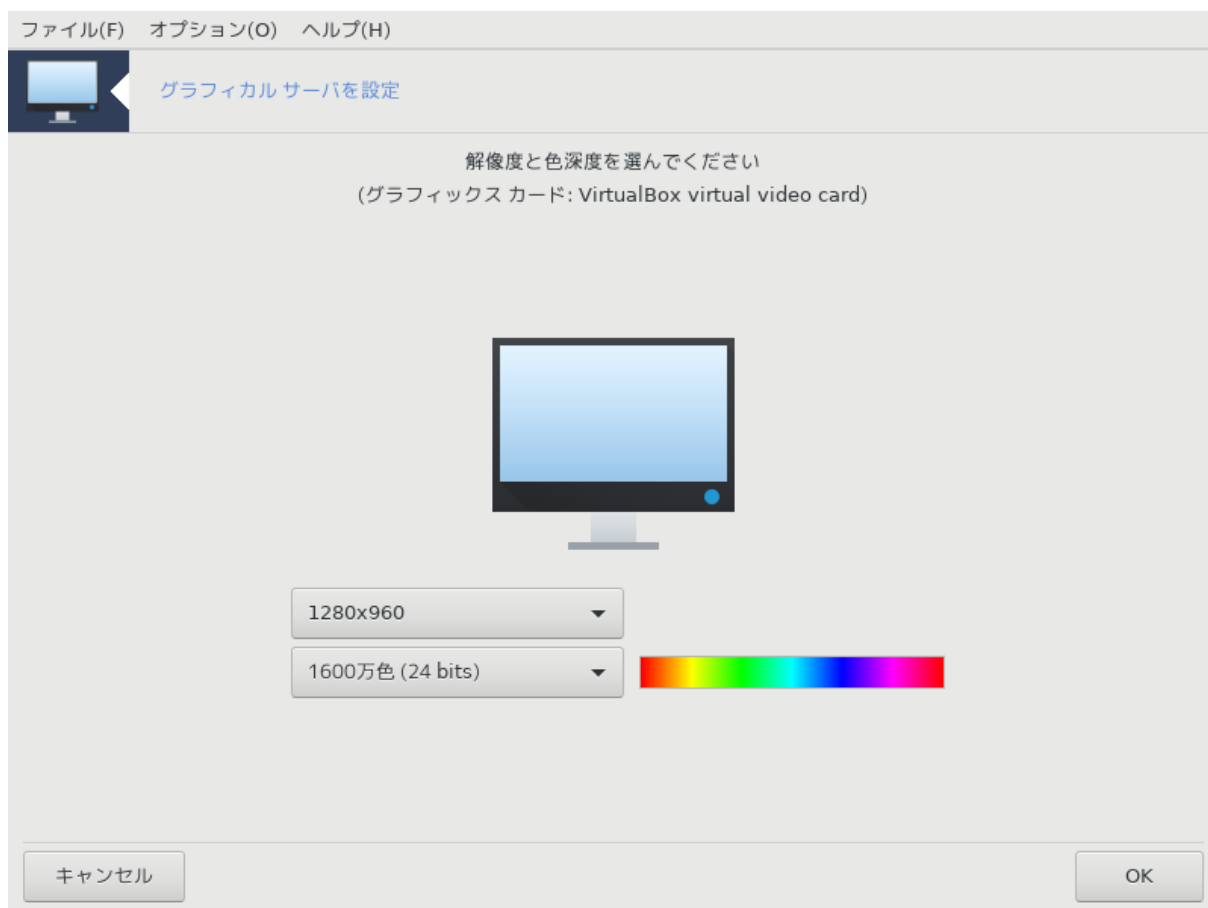 ファイル(F) オプション(O) ヘルプ(H)
グラフィカル サーバを設定
解像度と色深度を選んでください
(グラフィックス カード: VirtualBox virtual video card)
1280x960
1600万色 (24 bits)
キャンセル OK